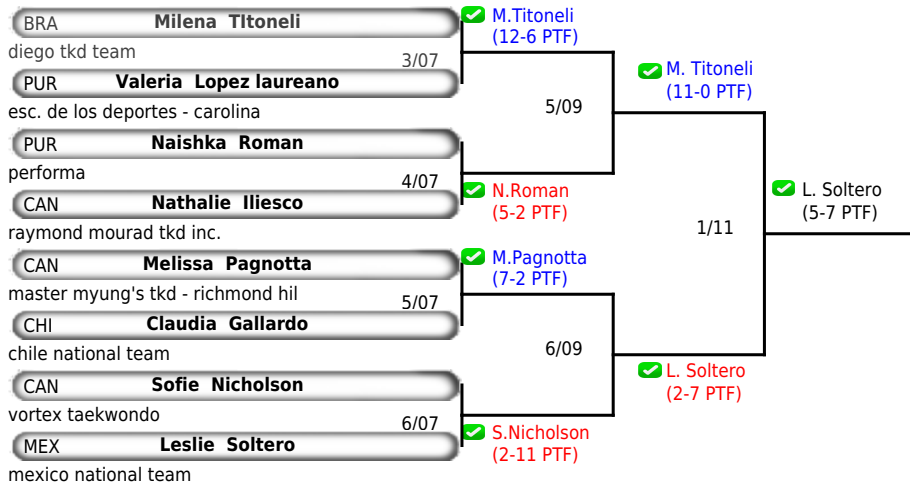 BRA Milena TItoneli
diego tkd team
3/07
PUR Valeria Lopez laureano
esc. de los deportes - carolina
PUR Naishka Roman
performa
4/07
CAN Nathalie Iliesco
raymond mourad tkd inc.
CAN Melissa Pagnotta
master myung's tkd - richmond hil
5/07
CHI Claudia Gallardo
chile national team
CAN Sofie Nicholson
vortex taekwondo
6/07
MEX Leslie Soltero
mexico national team
M.Titoneli
(12-6 PTF)
5/09
N.Roman
(5-2 PTF)
M.Pagnotta
(7-2 PTF)
6/09
S.Nicholson
(2-11 PTF)
M. Titoneli
(11-0 PTF)
1/11
L. Soltero
(2-7 PTF)
L. Soltero
(5-7 PTF)